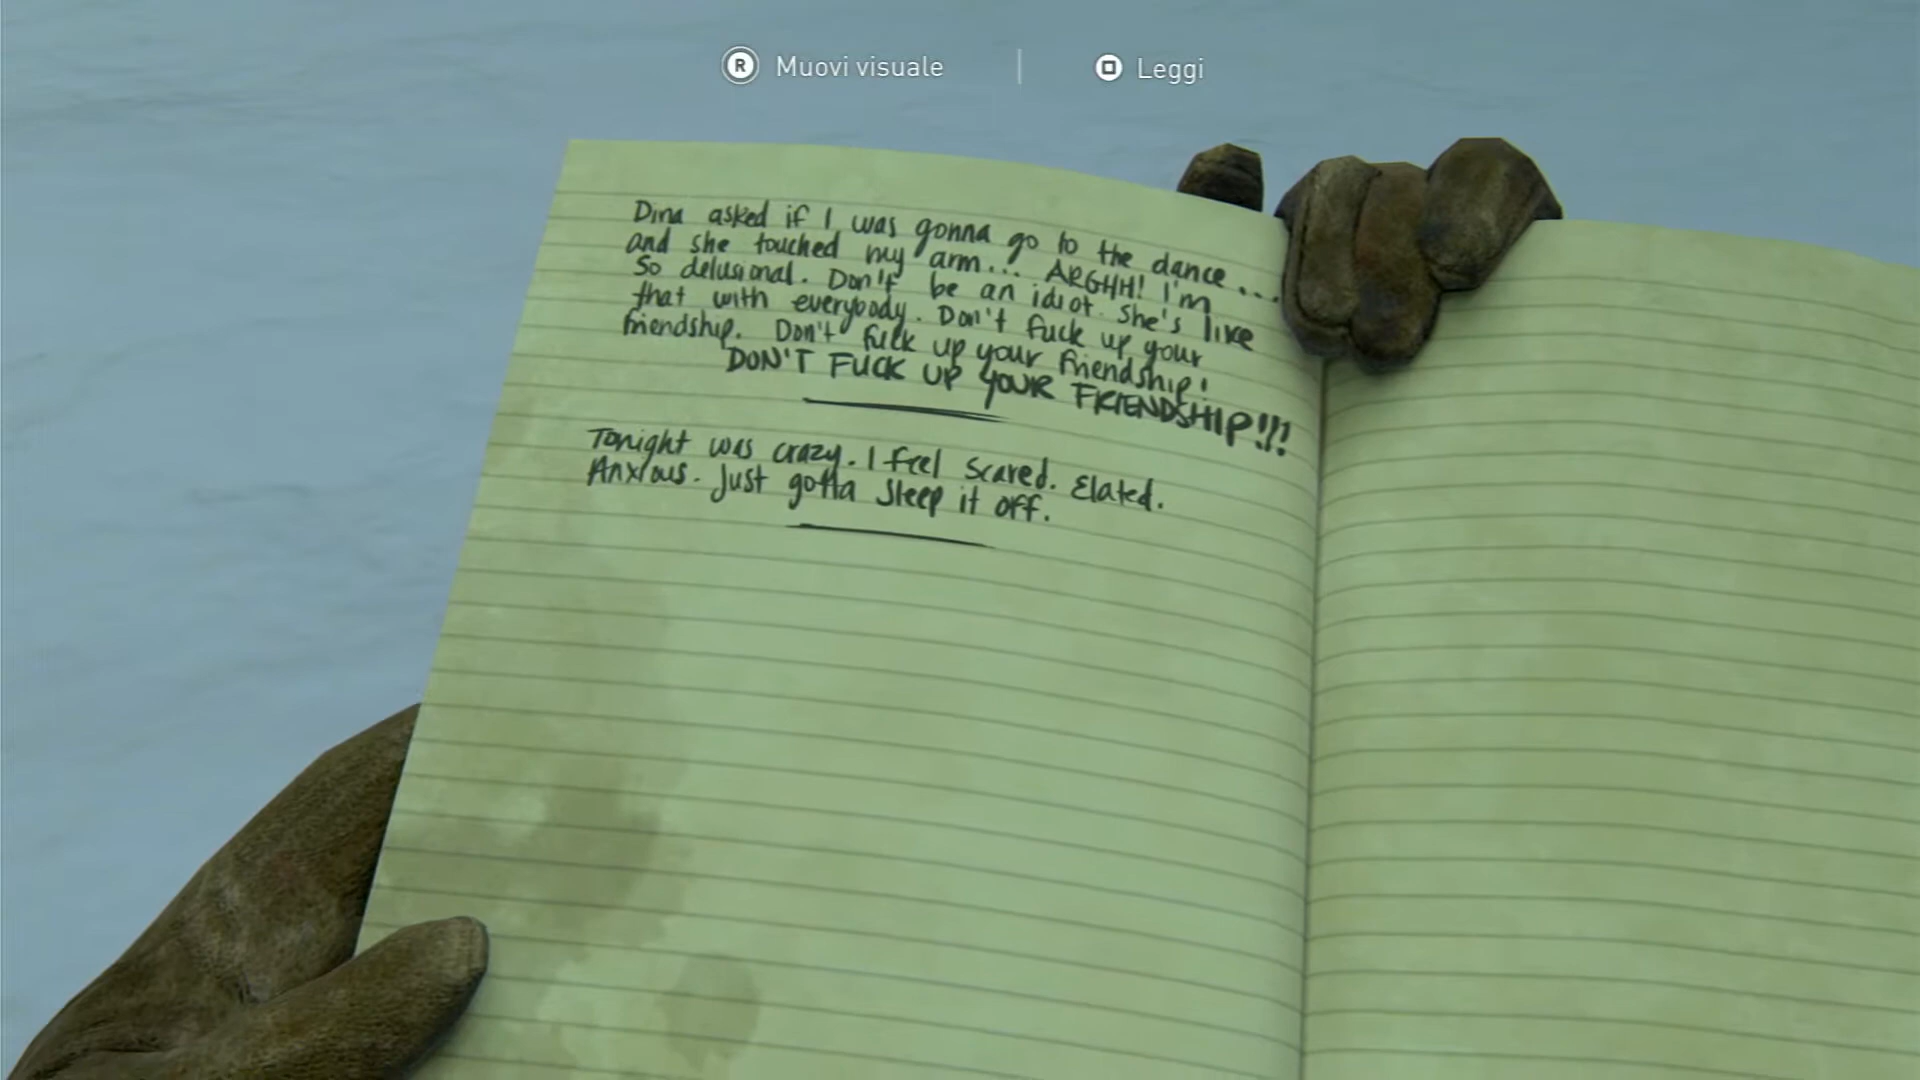 R Muovi visuale | Leggi
Dina asked if I was gonna go to the dance...
and she touched my arm... ARGHH! I'm
so delusional. Don't be an idiot. She's like
that with everybody. Don't fuck up your
friendship. Don't fuck up your friendship!
DON'T FUCK UP YOUR FRIENDSHIP!!!
Tonight was crazy. I feel scared. Elated.
Anxious. Just gotta sleep it off.